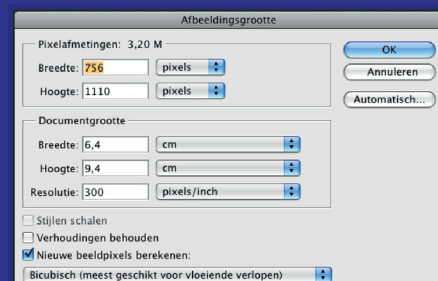 Afbeeldingsgrootte
Pixelafmetingen: 3,20 M
Breedte: 756 pixels
Hoogte: 1110 pixels
OK
Annuleren
Automatisch...
Documentgrootte
Breedte: 6,4 cm
Hoogte: 9,4 cm
Resolutie: 300 pixels/inch
Stijlen schalen
Verhoudingen behouden
Nieuwe beeldpixels berekenen:
Bicubisch (meest geschikt voor vloeiende verlopen)